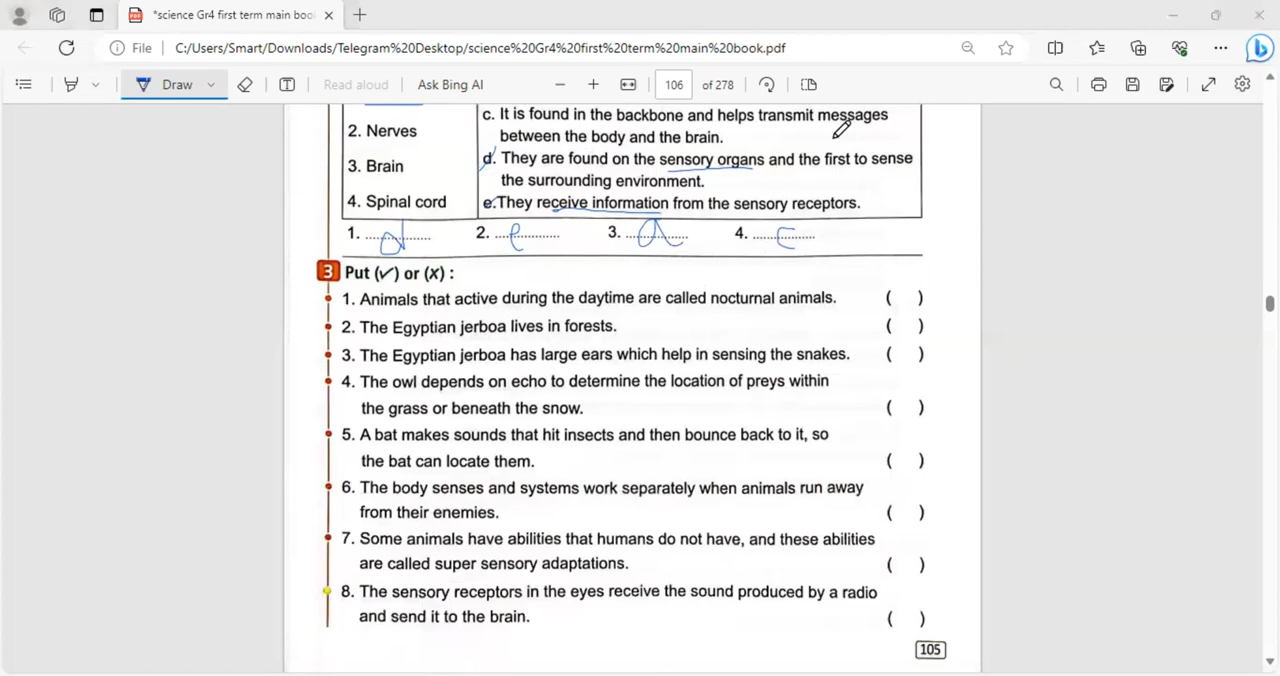 *science Gr4 first term main boo
File C:/Users/Smart/Downloads/Telegram%20Desktop/science%20Gr4%20first%20term%20main%20book.pdf
Draw Read aloud Ask Bing AI 106 of 278
c. It is found in the backbone and helps transmit messages
2. Nerves
between the body and the brain.
3. Brain
d. They are found on the sensory organs and the first to sense
the surrounding environment.
4. Spinal cord
e. They receive information from the sensory receptors.
1. d 2. e 3. a 4. c
3 Put (✓) or (x) :
1. Animals that active during the daytime are called nocturnal animals. ( )
2. The Egyptian jerboa lives in forests. ( )
3. The Egyptian jerboa has large ears which help in sensing the snakes. ( )
4. The owl depends on echo to determine the location of preys within
the grass or beneath the snow. ( )
5. A bat makes sounds that hit insects and then bounce back to it, so
the bat can locate them. ( )
6. The body senses and systems work separately when animals run away
from their enemies. ( )
7. Some animals have abilities that humans do not have, and these abilities
are called super sensory adaptations. ( )
8. The sensory receptors in the eyes receive the sound produced by a radio
and send it to the brain. ( )
105